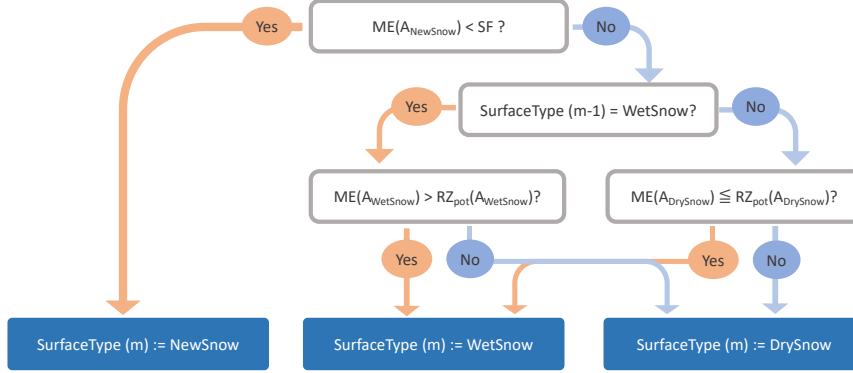 Yes
ME(A_NewSnow) < SF ?
No
Yes
SurfaceType (m-1) = WetSnow?
No
ME(A_WetSnow) > RZ_pot(A_WetSnow)?
ME(A_DrySnow) ≦ RZ_pot(A_DrySnow)?
Yes
No
Yes
No
SurfaceType (m) := NewSnow
SurfaceType (m) := WetSnow
SurfaceType (m) := DrySnow